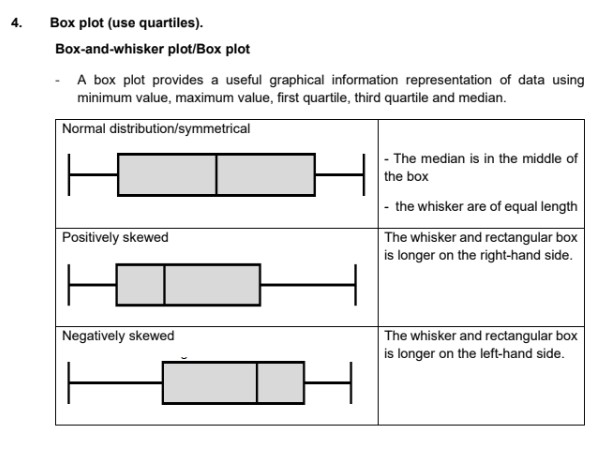 4. Box plot (use quartiles).
Box-and-whisker plot/Box plot
- A box plot provides a useful graphical information representation of data using
minimum value, maximum value, first quartile, third quartile and median.
Normal distribution/symmetrical
- The median is in the middle of
the box
- the whisker are of equal length
Positively skewed
The whisker and rectangular box
is longer on the right-hand side.
Negatively skewed
The whisker and rectangular box
is longer on the left-hand side.